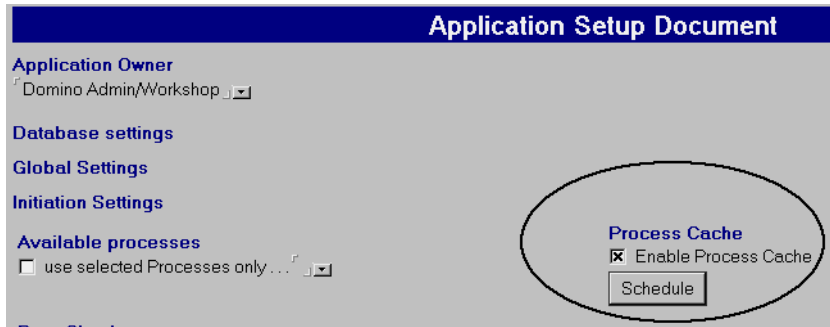 Application Setup Document
Application Owner
Domino Admin/Workshop
Database settings
Global Settings
Initiation Settings
Available processes
use selected Processes only . . .
Process Cache
Enable Process Cache
Schedule